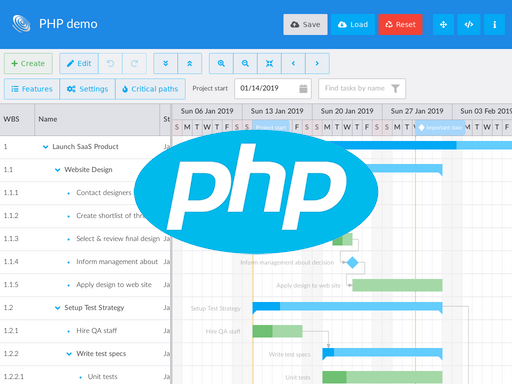 PHP demo
Save
Load
Reset
Create
Edit
Features
Settings
Critical paths
Project start
01/14/2019
Find tasks by name
WBS
Name
St
Sun 06 Jan 2019
Sun 13 Jan 2019
Sun 20 Jan 2019
Sun 27 Jan 2019
Sun 03 Feb 2019
S M T W T F S S M T W T F S S M T W T F S S M T W T F S S M T W T F S
Project start
Important date
1 Launch SaaS Product Ja
1.1 Website Design
1.1.1 Contact designers
1.1.2 Create shortlist of thr
1.1.3 Select & review final design
1.1.4 Inform management about Ja
Inform management about decision
1.1.5 Apply design to web site Ja
Apply design to web site
1.2 Setup Test Strategy Ja
Setup Test Strategy
1.2.1 Hire QA staff Ja
Hire QA staff
1.2.2 Write test specs Ja
Write test specs
1.2.2.1 Unit tests Ja
Unit tests
php